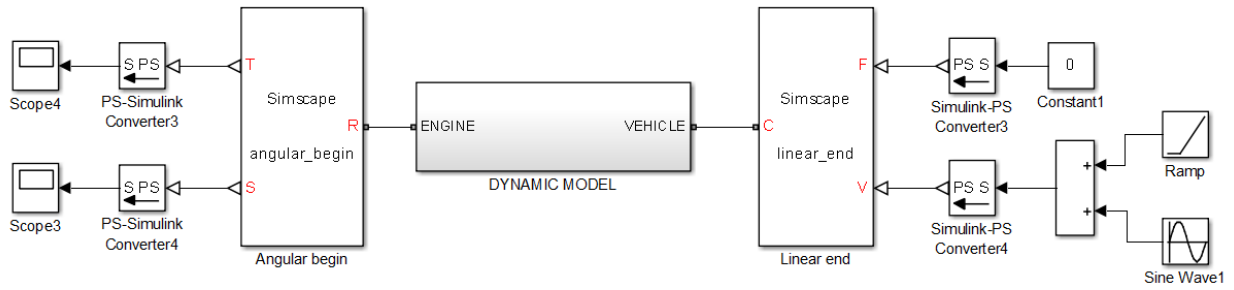 Scope4
S PS
PS-Simulink
Converter3
T
Simscape
angular_begin
R
S
Angular begin
Scope3
S PS
PS-Simulink
Converter4
ENGINE
VEHICLE
DYNAMIC MODEL
F
Simscape
C
linear_end
V
Linear end
PS S
Simulink-PS
Converter3
0
Constant1
PS S
Simulink-PS
Converter4
+
+
Ramp
Sine Wave1